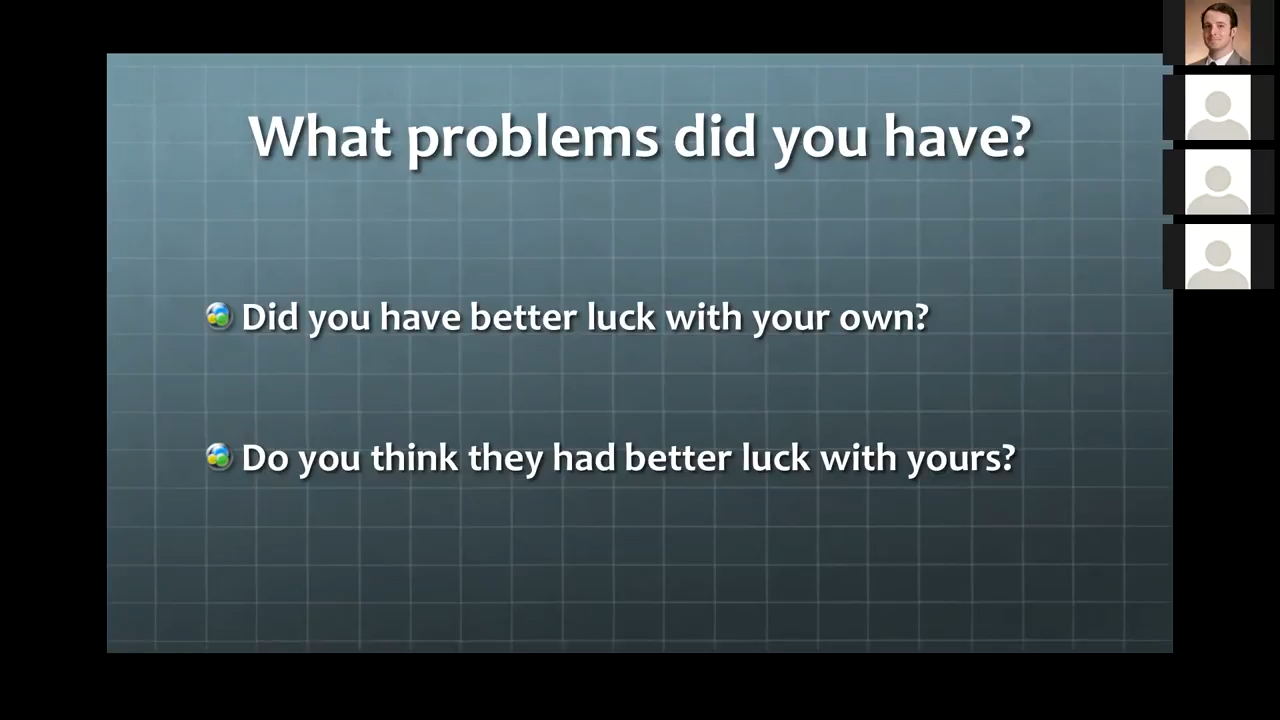 What problems did you have?
Did you have better luck with your own?
Do you think they had better luck with yours?